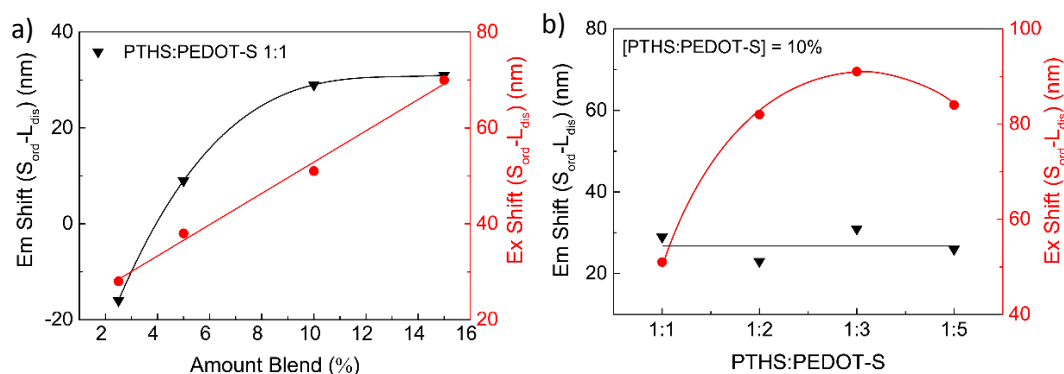 a)
PTHS:PEDOT-S 1:1
Em Shift (S_ord-L_dis) (nm)
40
20
0
-20
80
60
40
20
Ex Shift (S_ord-L_dis) (nm)
2 4 6 8 10 12 14 16
Amount Blend (%)
b)
[PTHS:PEDOT-S] = 10%
Em Shift (S_ord-L_dis) (nm)
80
60
40
20
100
80
60
40
Ex Shift (S_ord-L_dis) (nm)
1:1 1:2 1:3 1:5
PTHS:PEDOT-S